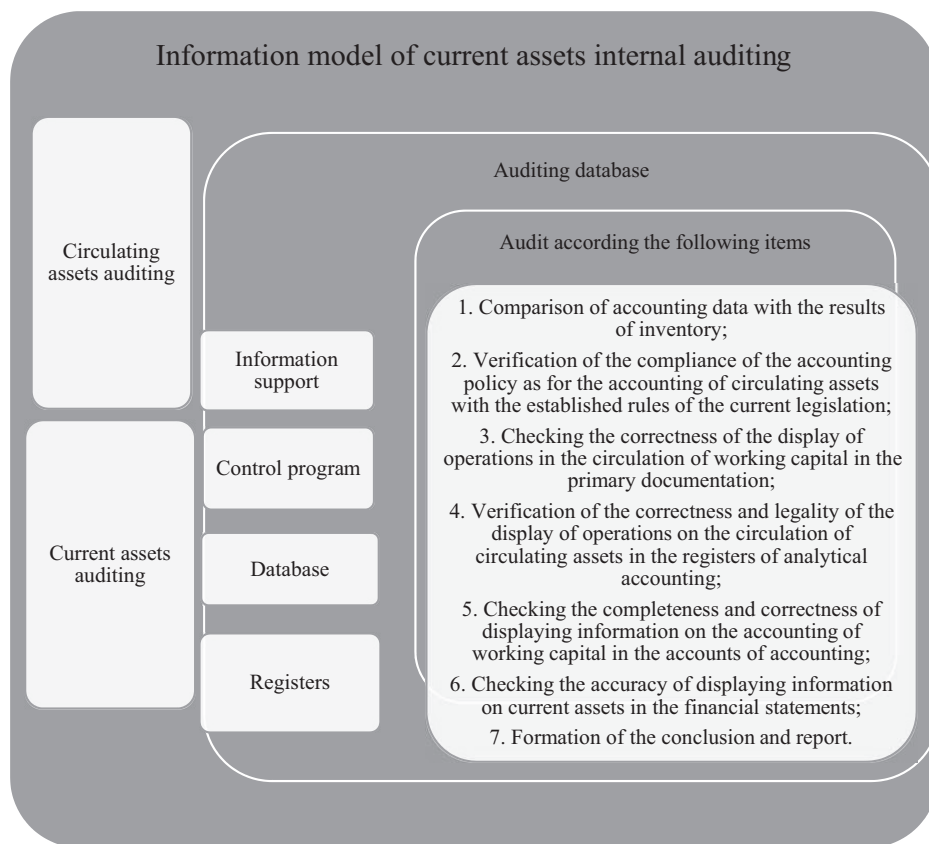 Information model of current assets internal auditing
Circulating
assets auditing
Current assets
auditing
Auditing database
Information
support
Control program
Database
Registers
Audit according the following items
1. Comparison of accounting data with the results
of inventory;
2. Verification of the compliance of the accounting
policy as for the accounting of circulating assets
with the established rules of the current legislation;
3. Checking the correctness of the display of
operations in the circulation of working capital in the
primary documentation;
4. Verification of the correctness and legality of the
display of operations on the circulation of
circulating assets in the registers of analytical
accounting;
5. Checking the completeness and correctness of
displaying information on the accounting of
working capital in the accounts of accounting;
6. Checking the accuracy of displaying information
on current assets in the financial statements;
7. Formation of the conclusion and report.